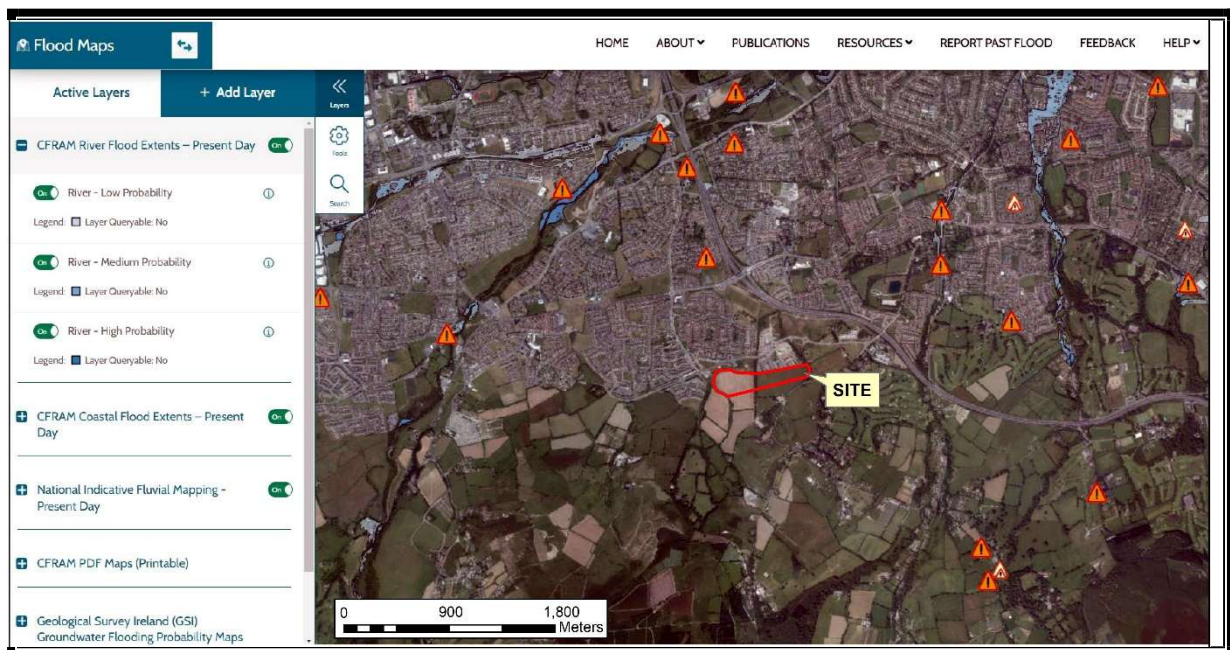 Flood Maps
HOME ABOUT PUBLICATIONS RESOURCES REPORT PAST FLOOD FEEDBACK HELP
Active Layers + Add Layer
Layers
Tools
Search
CFRAM River Flood Extents – Present Day On
On River - Low Probability
Legend: Layer Queryable: No
On River - Medium Probability
Legend: Layer Queryable: No
On River - High Probability
Legend: Layer Queryable: No
CFRAM Coastal Flood Extents – Present On
Day
National Indicative Fluvial Mapping - On
Present Day
CFRAM PDF Maps (Printable)
Geological Survey Ireland (GSI)
Groundwater Flooding Probability Maps
SITE
0 900 1,800
Meters